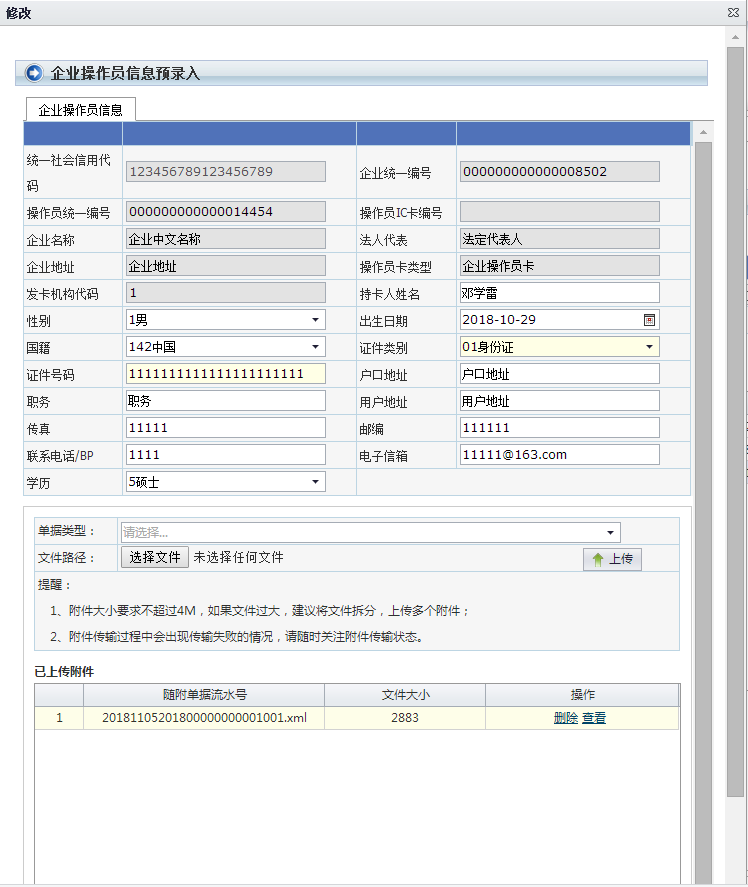 修改
企业操作员信息预录入
企业操作员信息
统一社会信用代码 123456789123456789 企业统一编号 000000000000008502
操作员统一编号 000000000000014454 操作员IC卡编号
企业名称 企业中文名称 法人代表 法定代表人
企业地址 企业地址 操作员卡类型 企业操作员卡
发卡机构代码 1 持卡人姓名 邓学雷
性别 1男 出生日期 2018-10-29
国籍 142中国 证件类别 01身份证
证件号码 1111111111111111111111 户口地址 户口地址
职务 职务 用户地址 用户地址
传真 11111 邮编 111111
联系电话/BP 1111 电子信箱 11111@163.com
学历 5硕士
单据类型： 请选择...
文件路径： 选择文件 未选择任何文件 上传
提醒：
1、附件大小要求不超过4M，如果文件过大，建议将文件拆分，上传多个附件；
2、附件传输过程中会出现传输失败的情况，请随时关注附件传输状态。
已上传附件
随附单据流水号 文件大小 操作
1 20181105201800000000001001.xml 2883 删除 查看